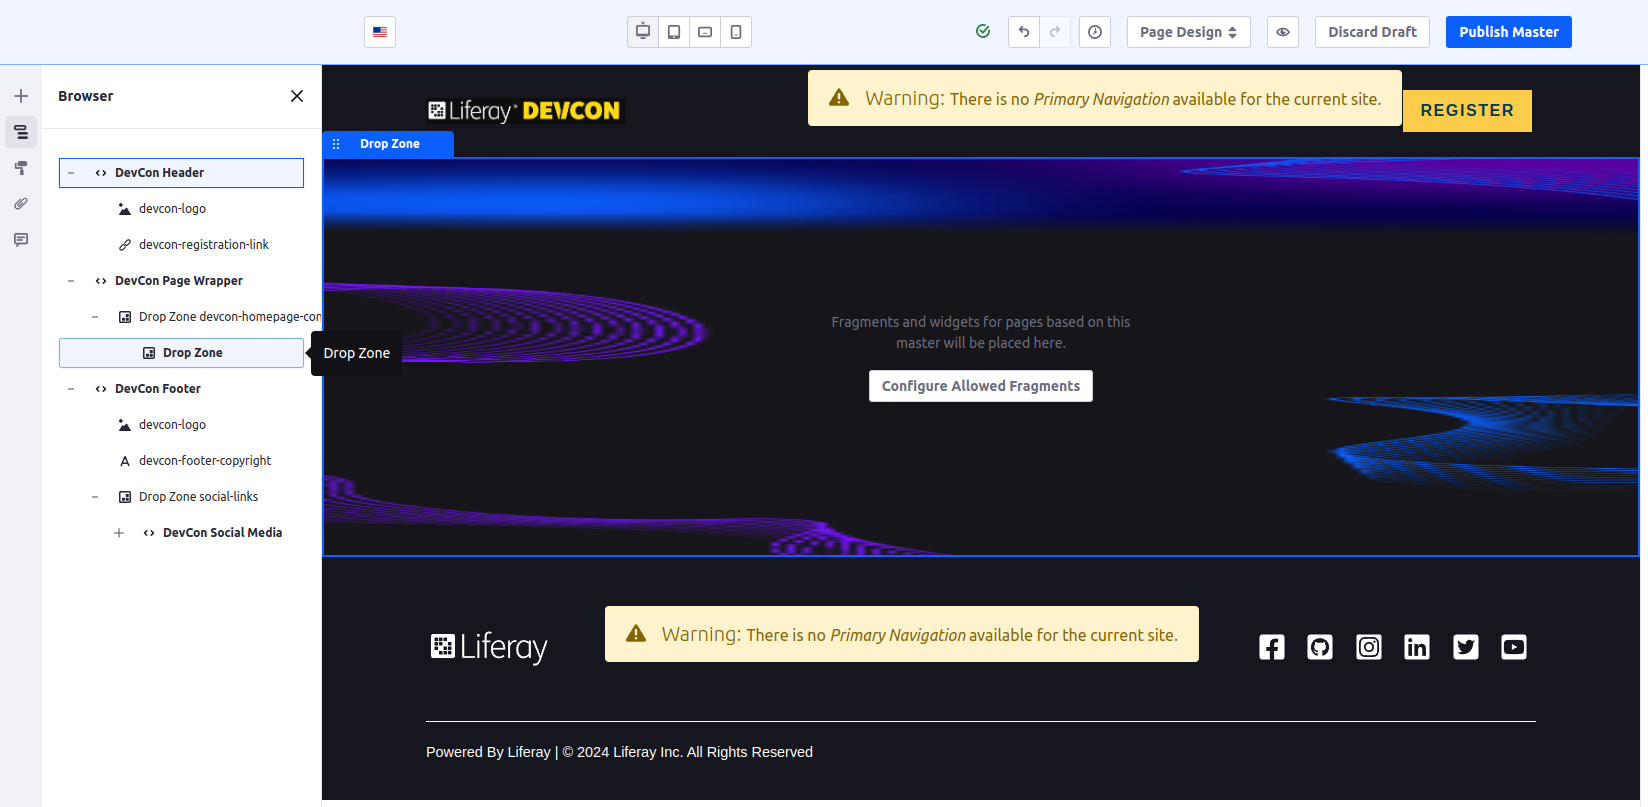 Page Design
Discard Draft
Publish Master
Browser
DevCon Header
devcon-logo
devcon-registration-link
DevCon Page Wrapper
Drop Zone devcon-homepage-con
Drop Zone
Drop Zone
DevCon Footer
devcon-logo
devcon-footer-copyright
Drop Zone social-links
DevCon Social Media
Liferay DEVCON
Warning: There is no Primary Navigation available for the current site.
REGISTER
Drop Zone
Fragments and widgets for pages based on this
master will be placed here.
Configure Allowed Fragments
Liferay
Warning: There is no Primary Navigation available for the current site.
Powered By Liferay | © 2024 Liferay Inc. All Rights Reserved